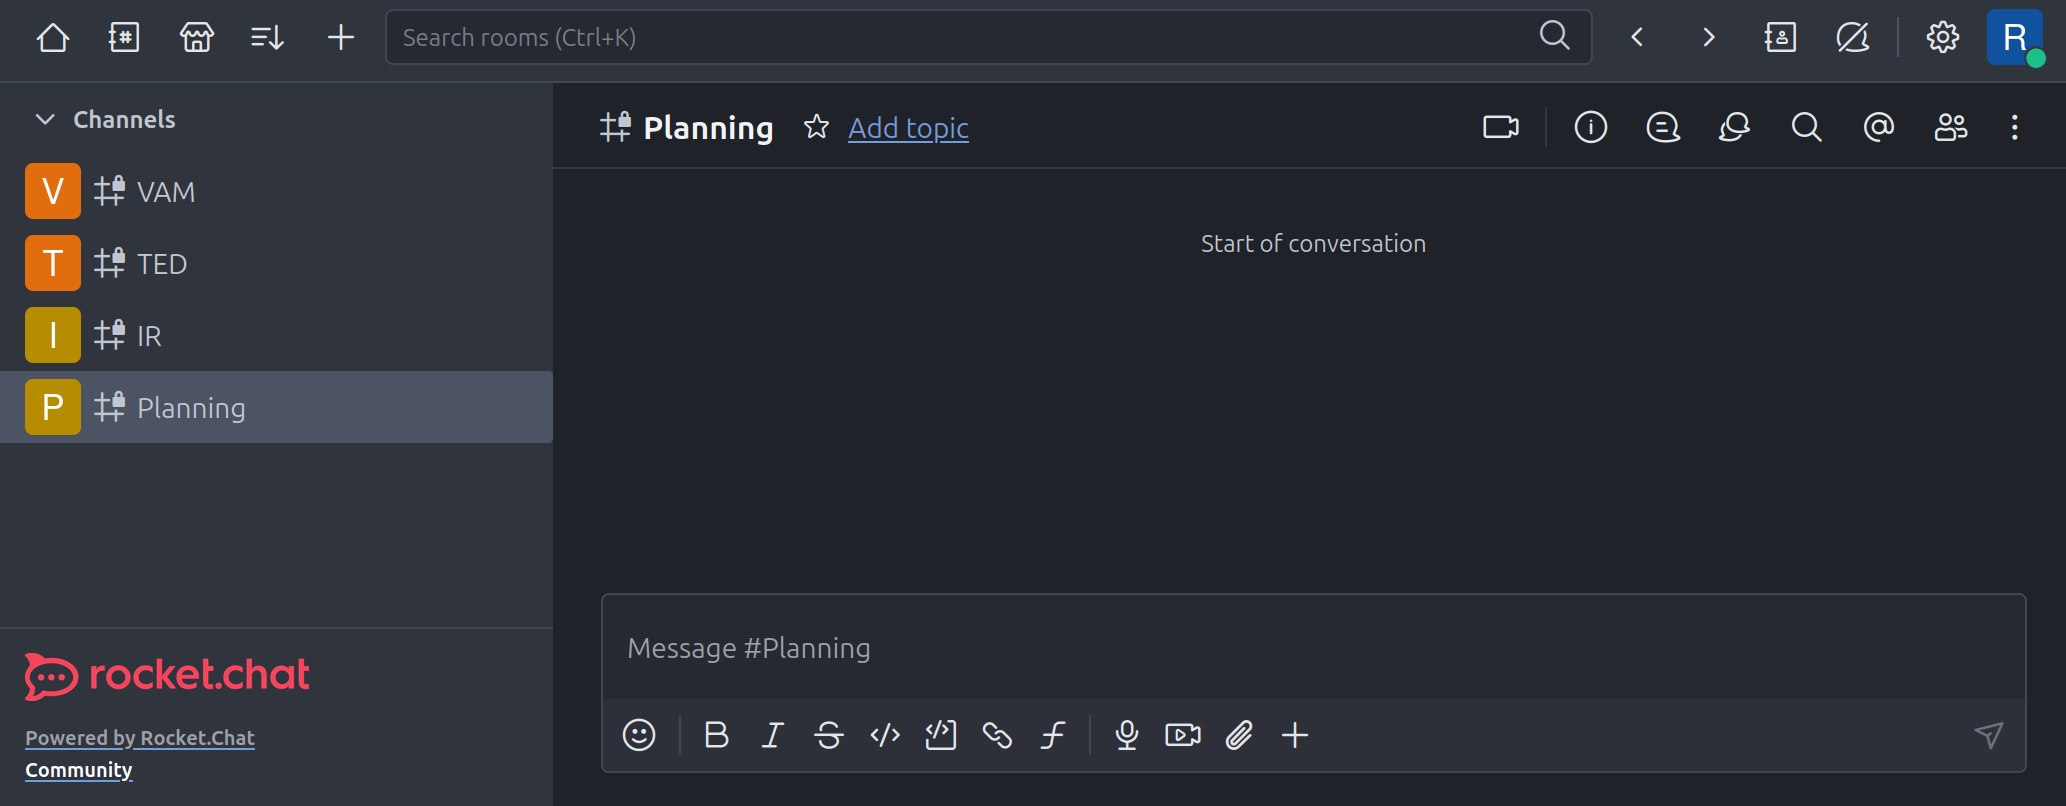 Search rooms (Ctrl+K)
R
Channels
V VAM
T TED
I IR
P Planning
rocket.chat
Powered by Rocket.Chat
Community
Planning Add topic
Start of conversation
Message #Planning